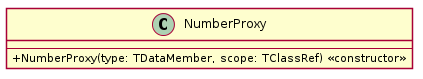 C NumberProxy
+NumberProxy(type: TDataMember, scope: TClassRef) «constructor»